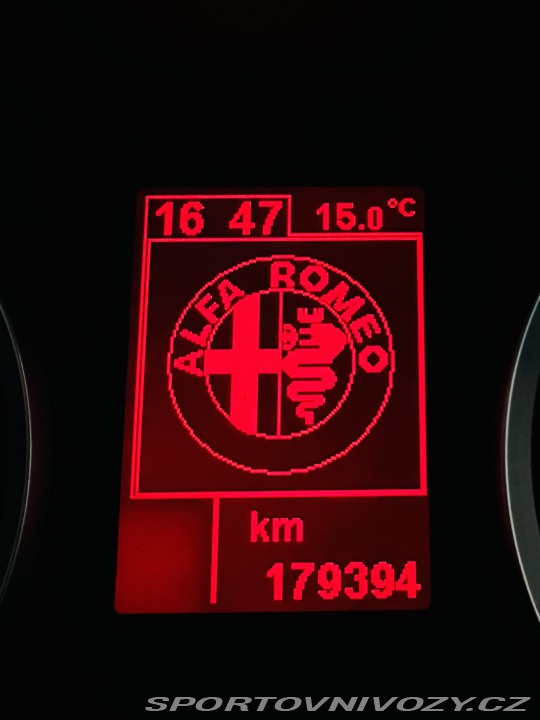 16 47 15.0°C
ALFA ROMEO
km
179394
SPORTOVNIVOZY.CZ